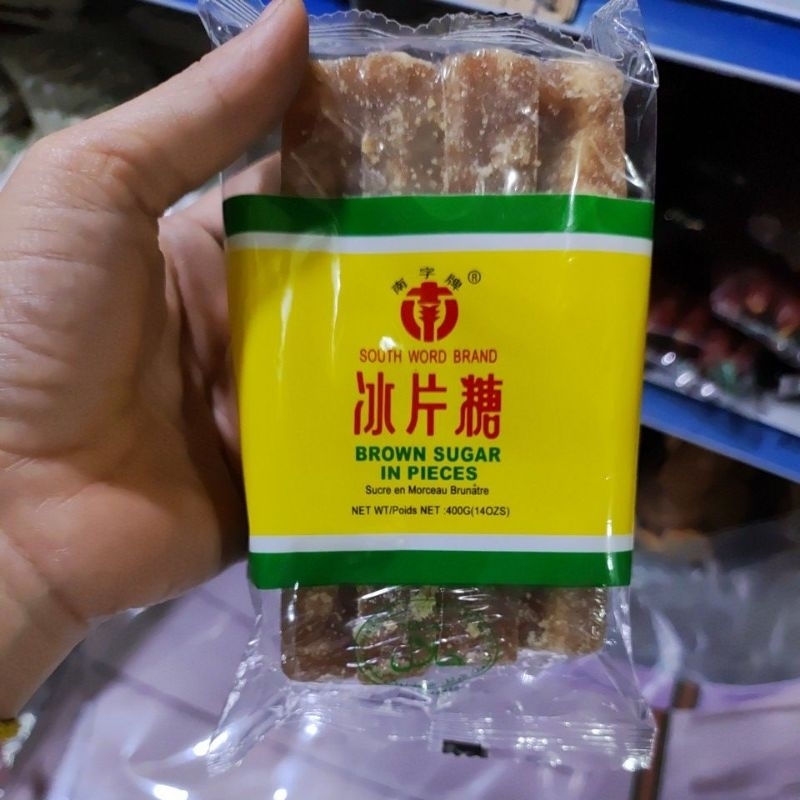 南字牌®
SOUTH WORD BRAND
冰片糖
BROWN SUGAR
IN PIECES
Sucre en Morceau Brunâtre
NET WT/Poids NET :400G(14OZS)